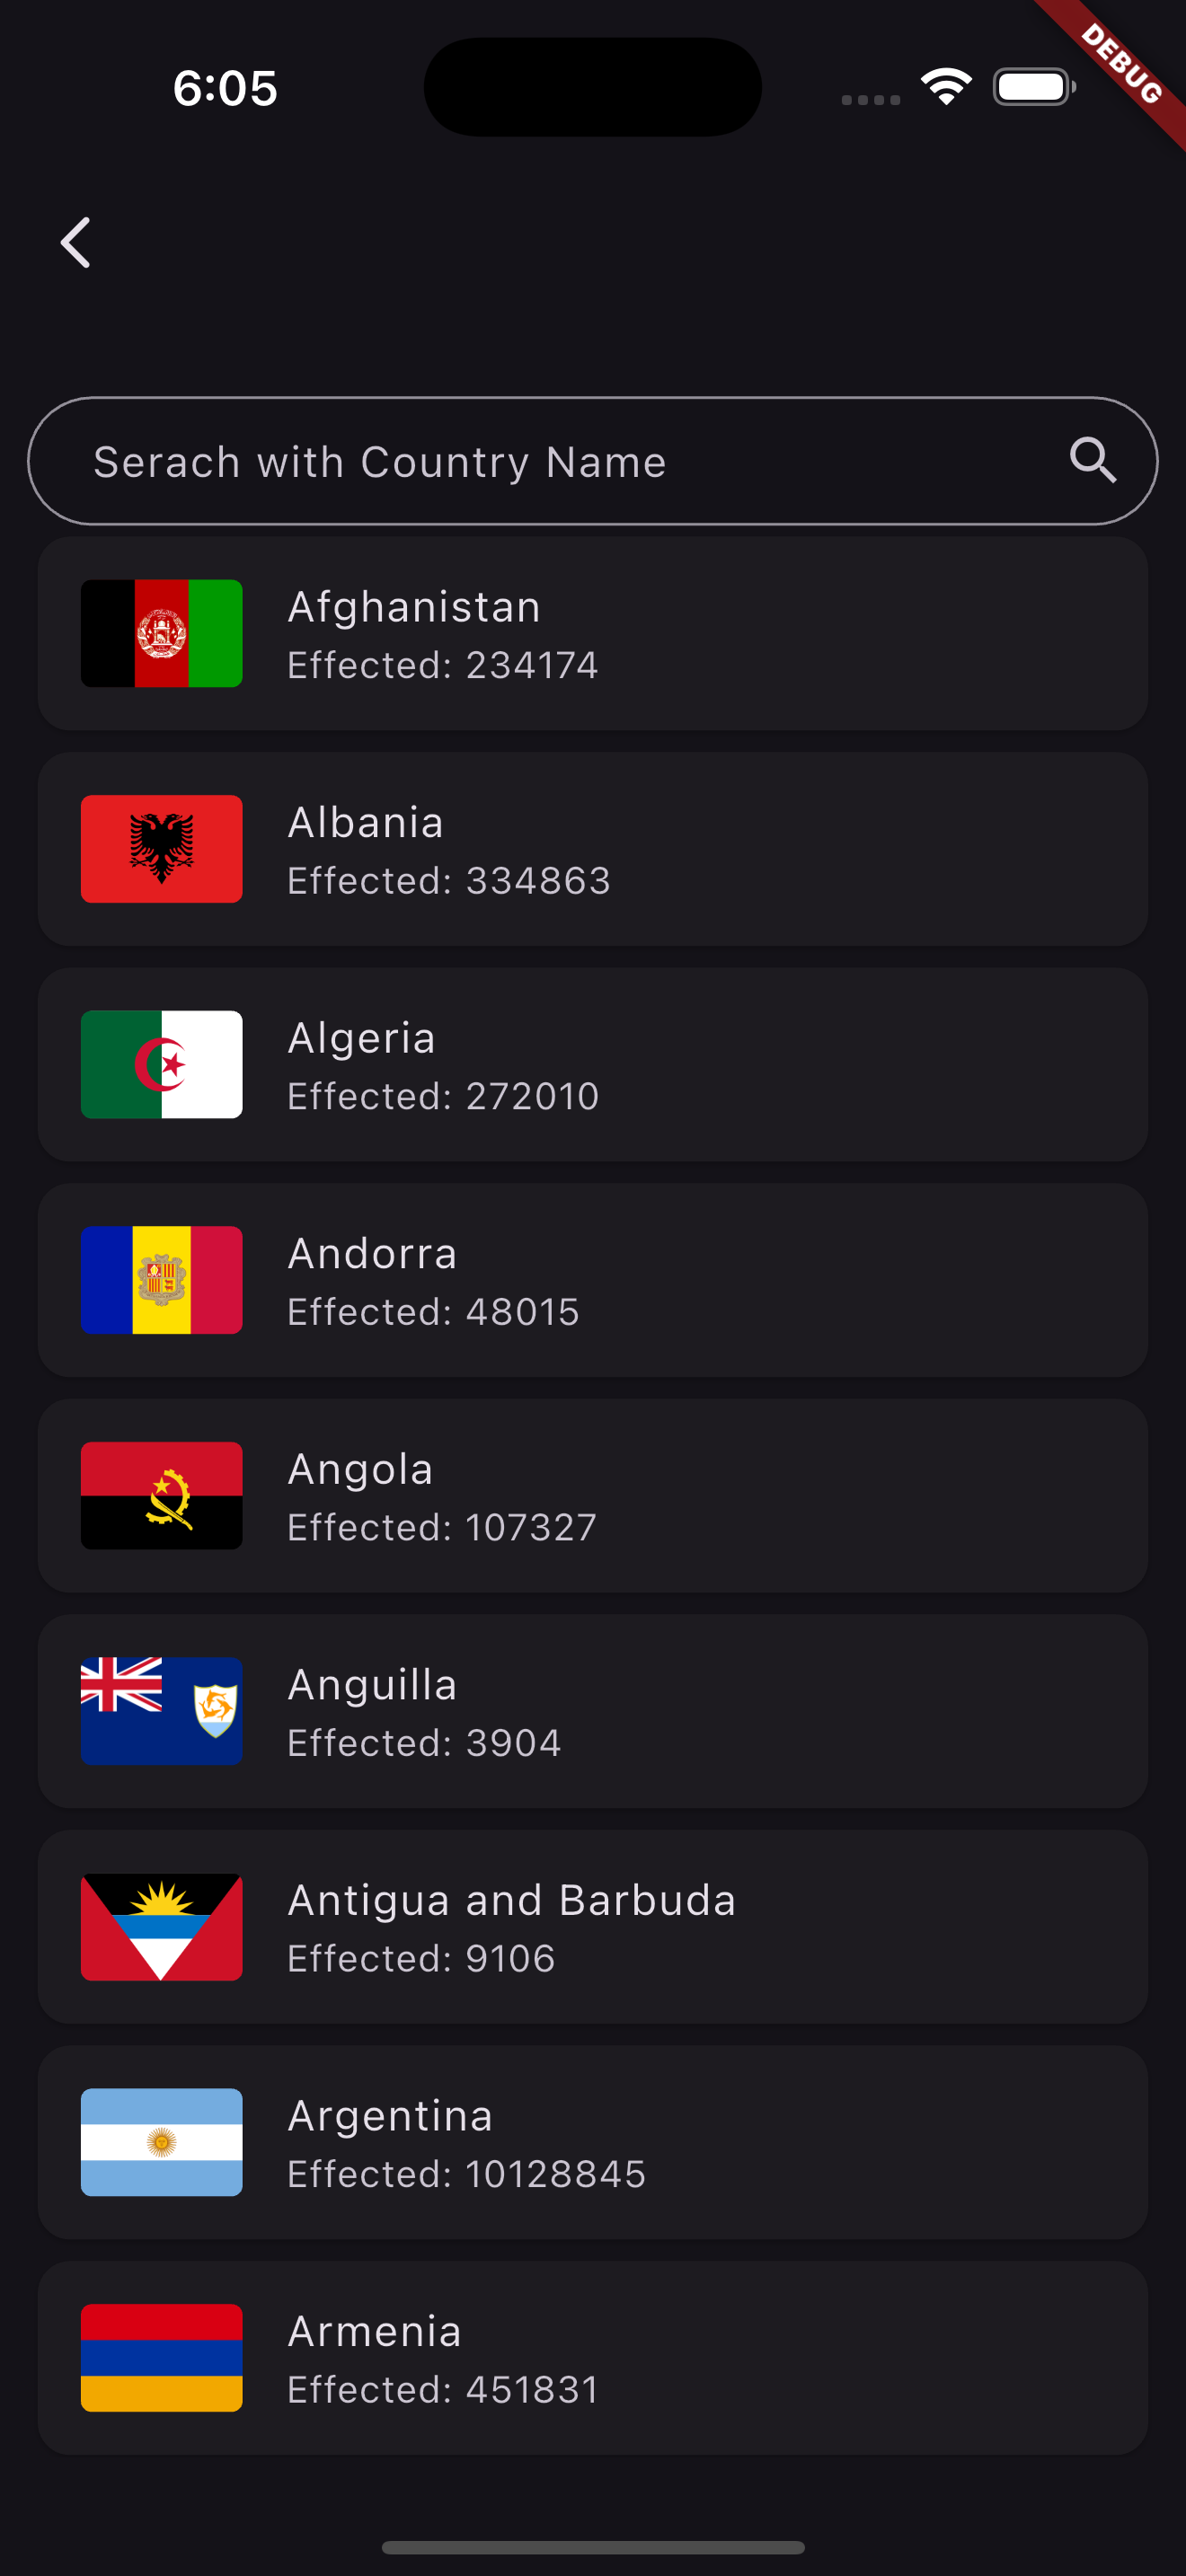 6:05
DEBUG
Serach with Country Name
Afghanistan
Effected: 234174
Albania
Effected: 334863
Algeria
Effected: 272010
Andorra
Effected: 48015
Angola
Effected: 107327
Anguilla
Effected: 3904
Antigua and Barbuda
Effected: 9106
Argentina
Effected: 10128845
Armenia
Effected: 451831